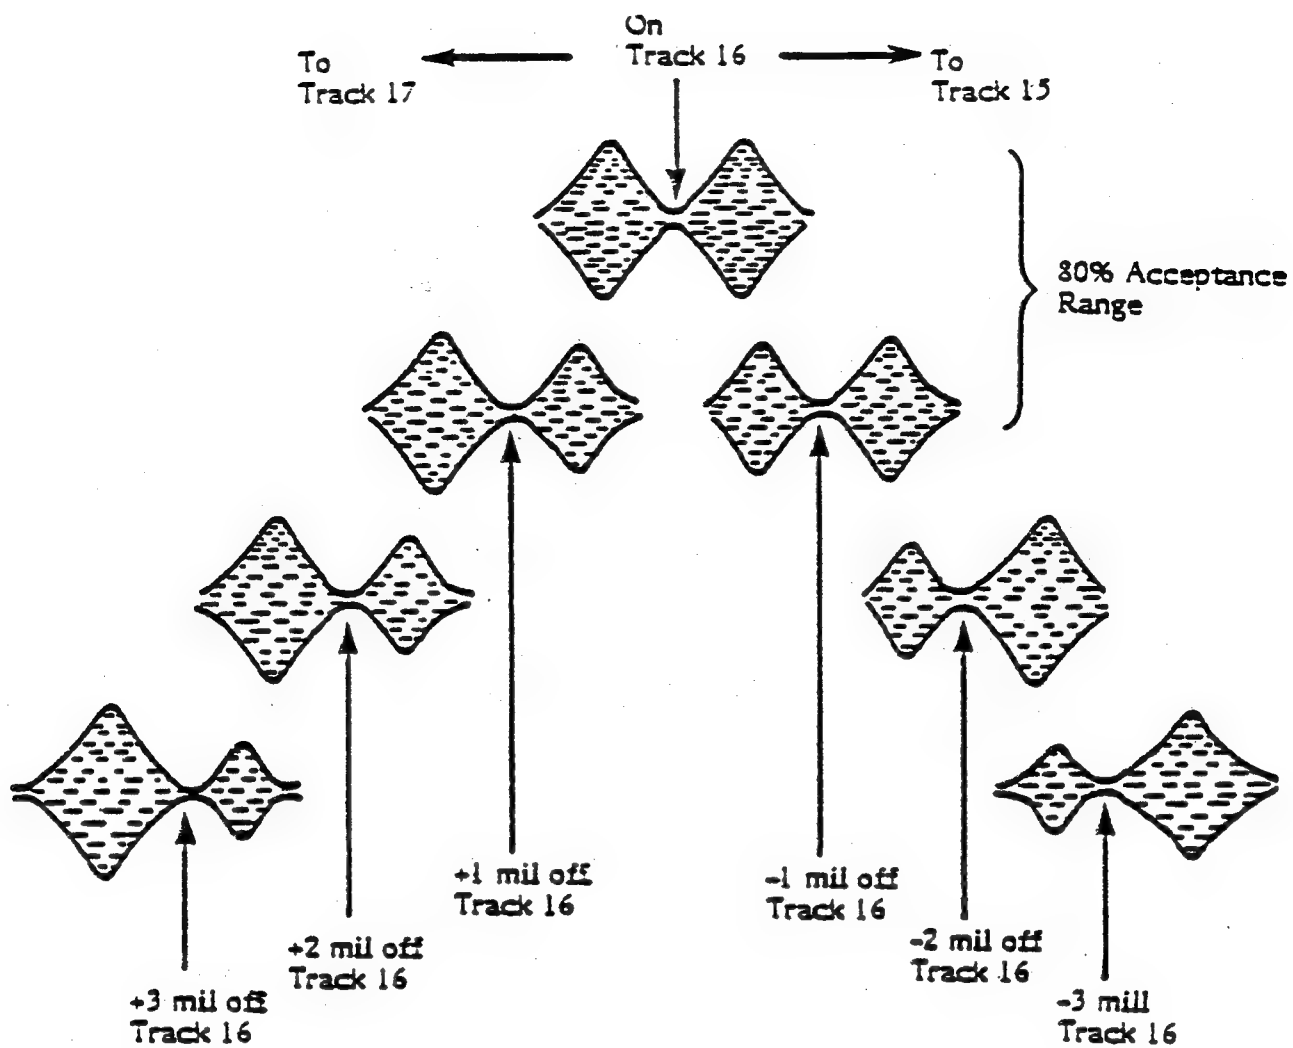 On
Track 16
To
Track 17
To
Track 15
80% Acceptance
Range
+1 mil off
Track 16
-1 mil off
Track 16
+2 mil off
Track 16
-2 mil off
Track 16
+3 mil off
Track 16
-3 mill
Track 16